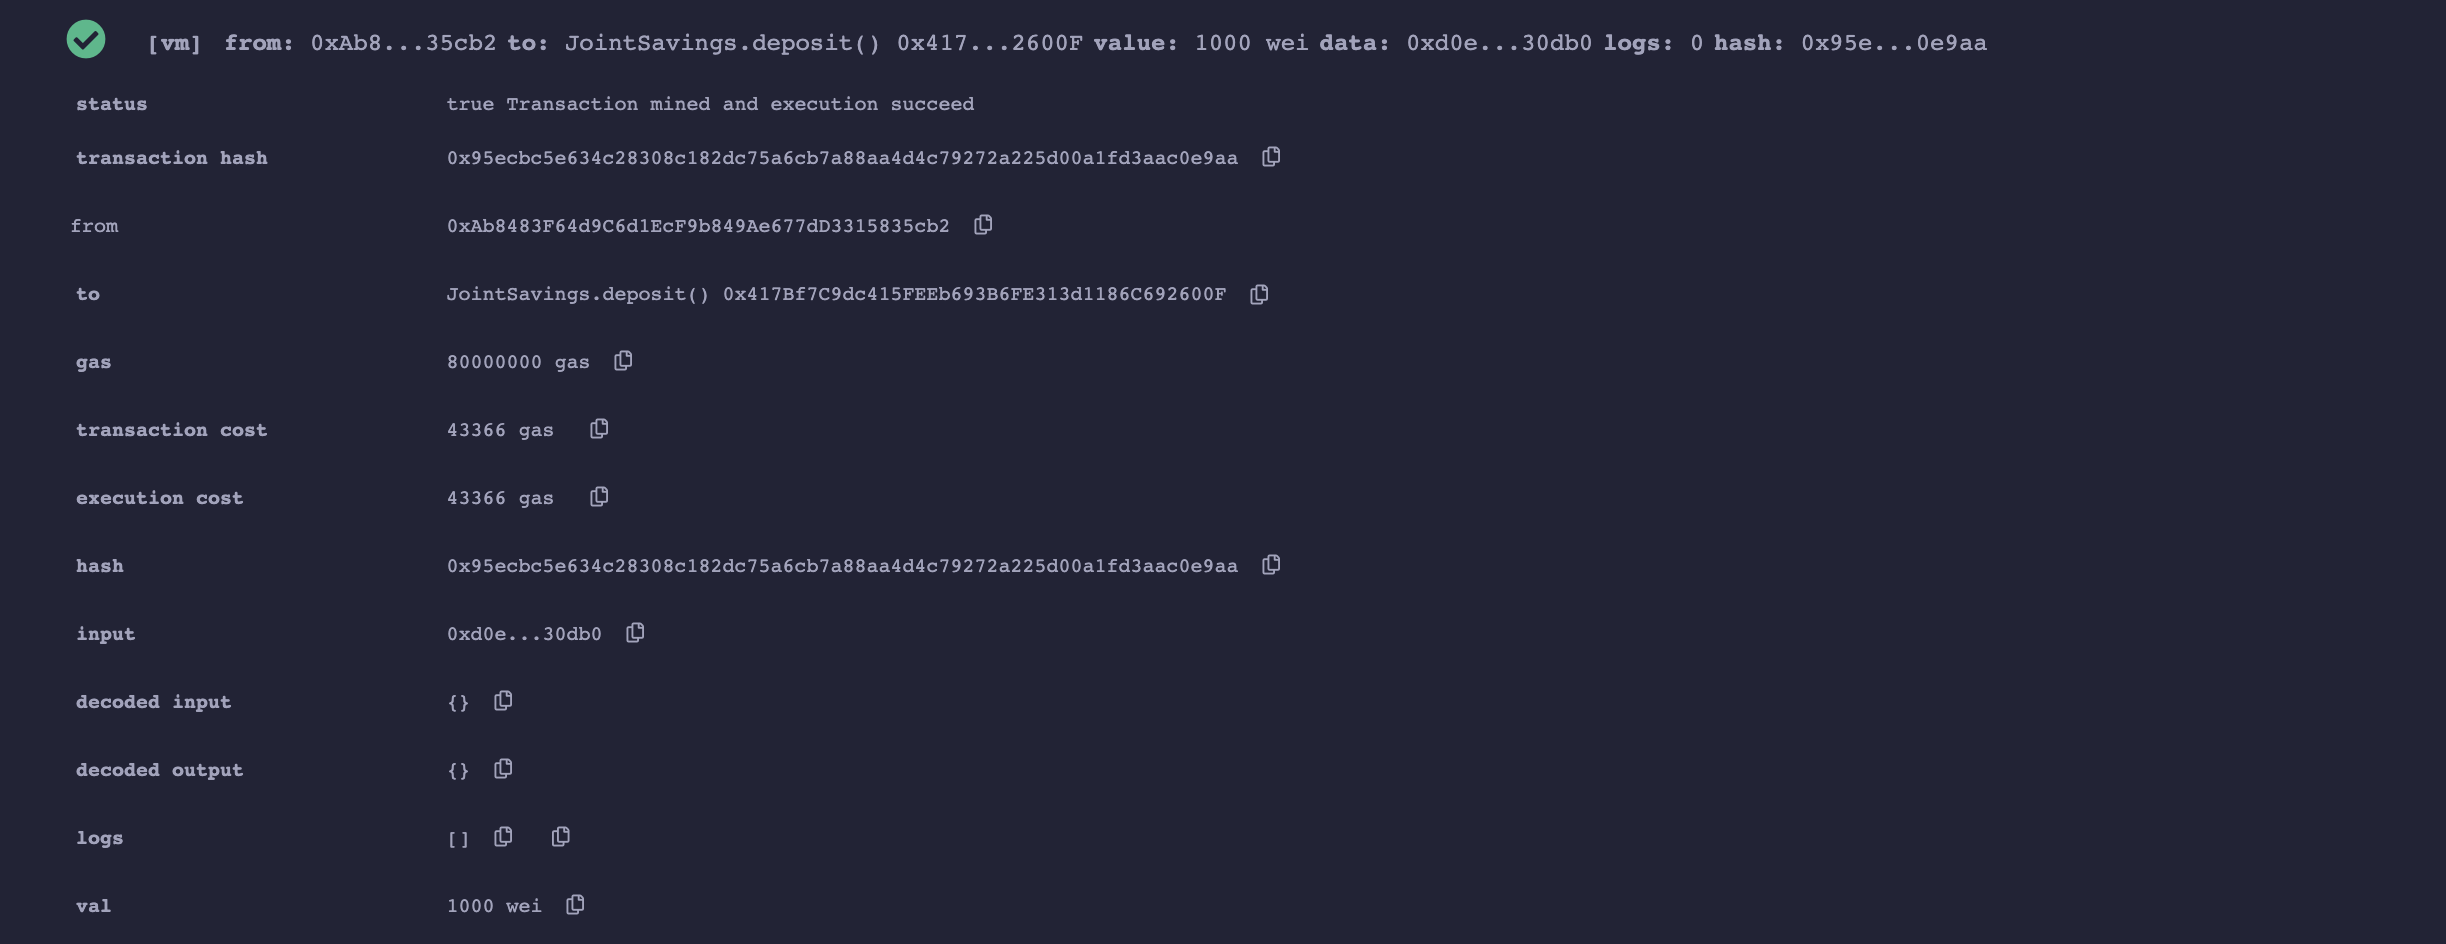 [vm] from: 0xAb8...35cb2 to: JointSavings.deposit() 0x417...2600F value: 1000 wei data: 0xd0e...30db0 logs: 0 hash: 0x95e...0e9aa
status true Transaction mined and execution succeed
transaction hash 0x95ecbc5e634c28308c182dc75a6cb7a88aa4d4c79272a225d00a1fd3aac0e9aa
from 0xAb8483F64d9C6d1EcF9b849Ae677dD3315835cb2
to JointSavings.deposit() 0x417Bf7C9dc415FEEb693B6FE313d1186C692600F
gas 80000000 gas
transaction cost 43366 gas
execution cost 43366 gas
hash 0x95ecbc5e634c28308c182dc75a6cb7a88aa4d4c79272a225d00a1fd3aac0e9aa
input 0xd0e...30db0
decoded input {}
decoded output {}
logs []
val 1000 wei